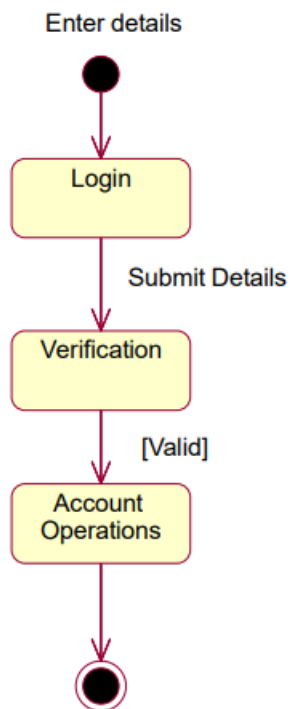 Enter details
Login
Submit Details
Verification
[Valid]
Account
Operations